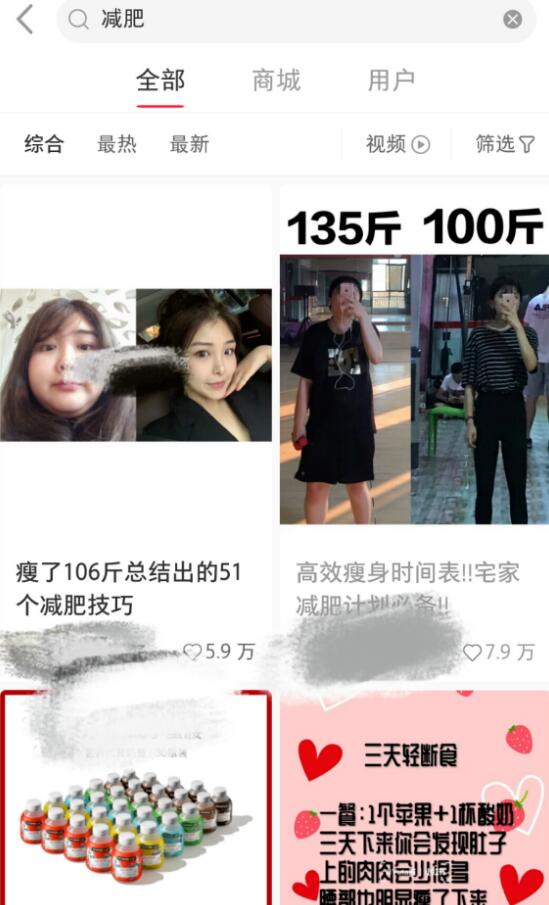 减肥
全部 商城 用户
综合 最热 最新 视频 筛选
135斤 100斤
瘦了106斤总结出的51
个减肥技巧
5.9 万
高效瘦身时间表!!宅家
减肥计划必备!!
7.9 万
三天轻断食
一餐:1个苹果+1杯酸奶
三天下来你会发现肚子
上的肉肉会小很多
腰部也明显瘦了下来